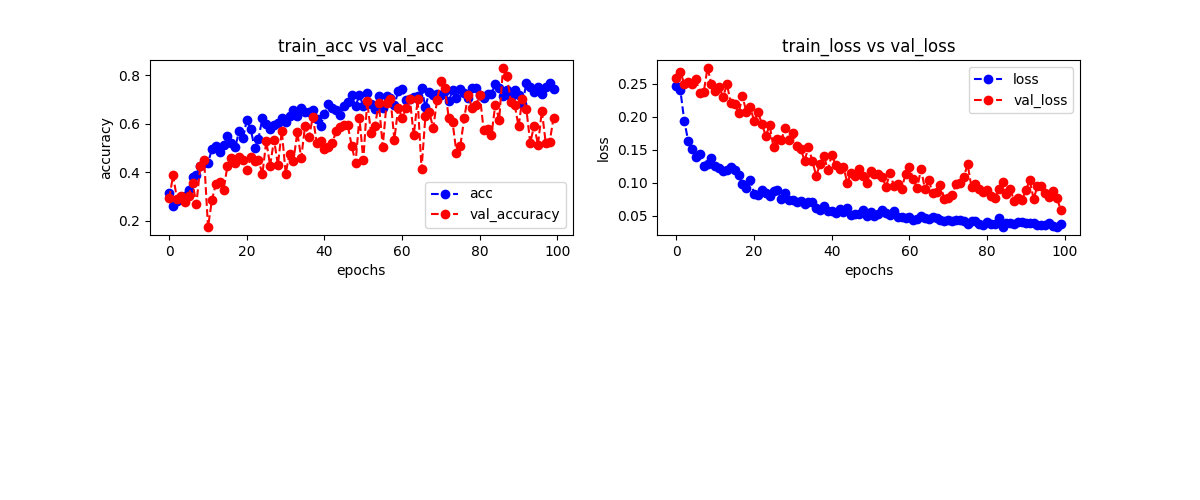 train_acc vs val_acc
accuracy
0.8
0.6
0.4
0.2
acc
val_accuracy
0 20 40 60 80 100
epochs
train_loss vs val_loss
loss
0.25
0.20
0.15
0.10
0.05
loss
val_loss
0 20 40 60 80 100
epochs